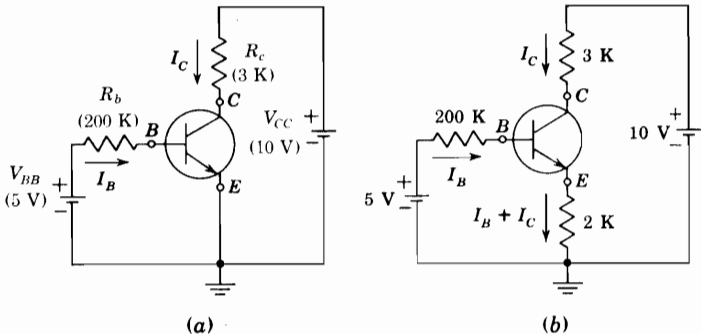 I_C
R_c
(3 K)
C
R_b
(200 K)
B
V_CC
(10 V)
+
−
V_BB
(5 V)
+
−
I_B
E
(a)
I_C
3 K
C
200 K
B
10 V
+
−
I_B
E
5 V
+
−
I_B + I_C
2 K
(b)